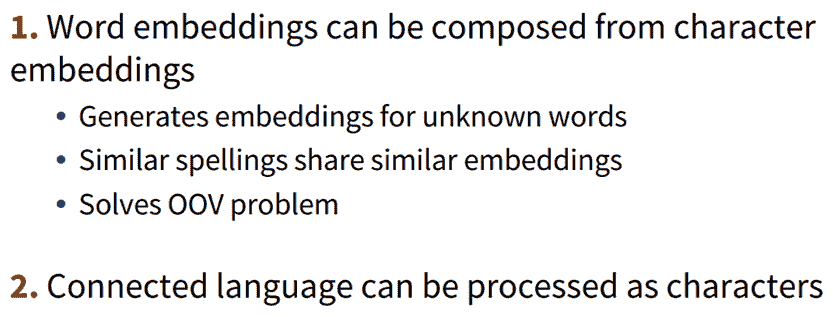 1. Word embeddings can be composed from character
embeddings
• Generates embeddings for unknown words
• Similar spellings share similar embeddings
• Solves OOV problem
2. Connected language can be processed as characters